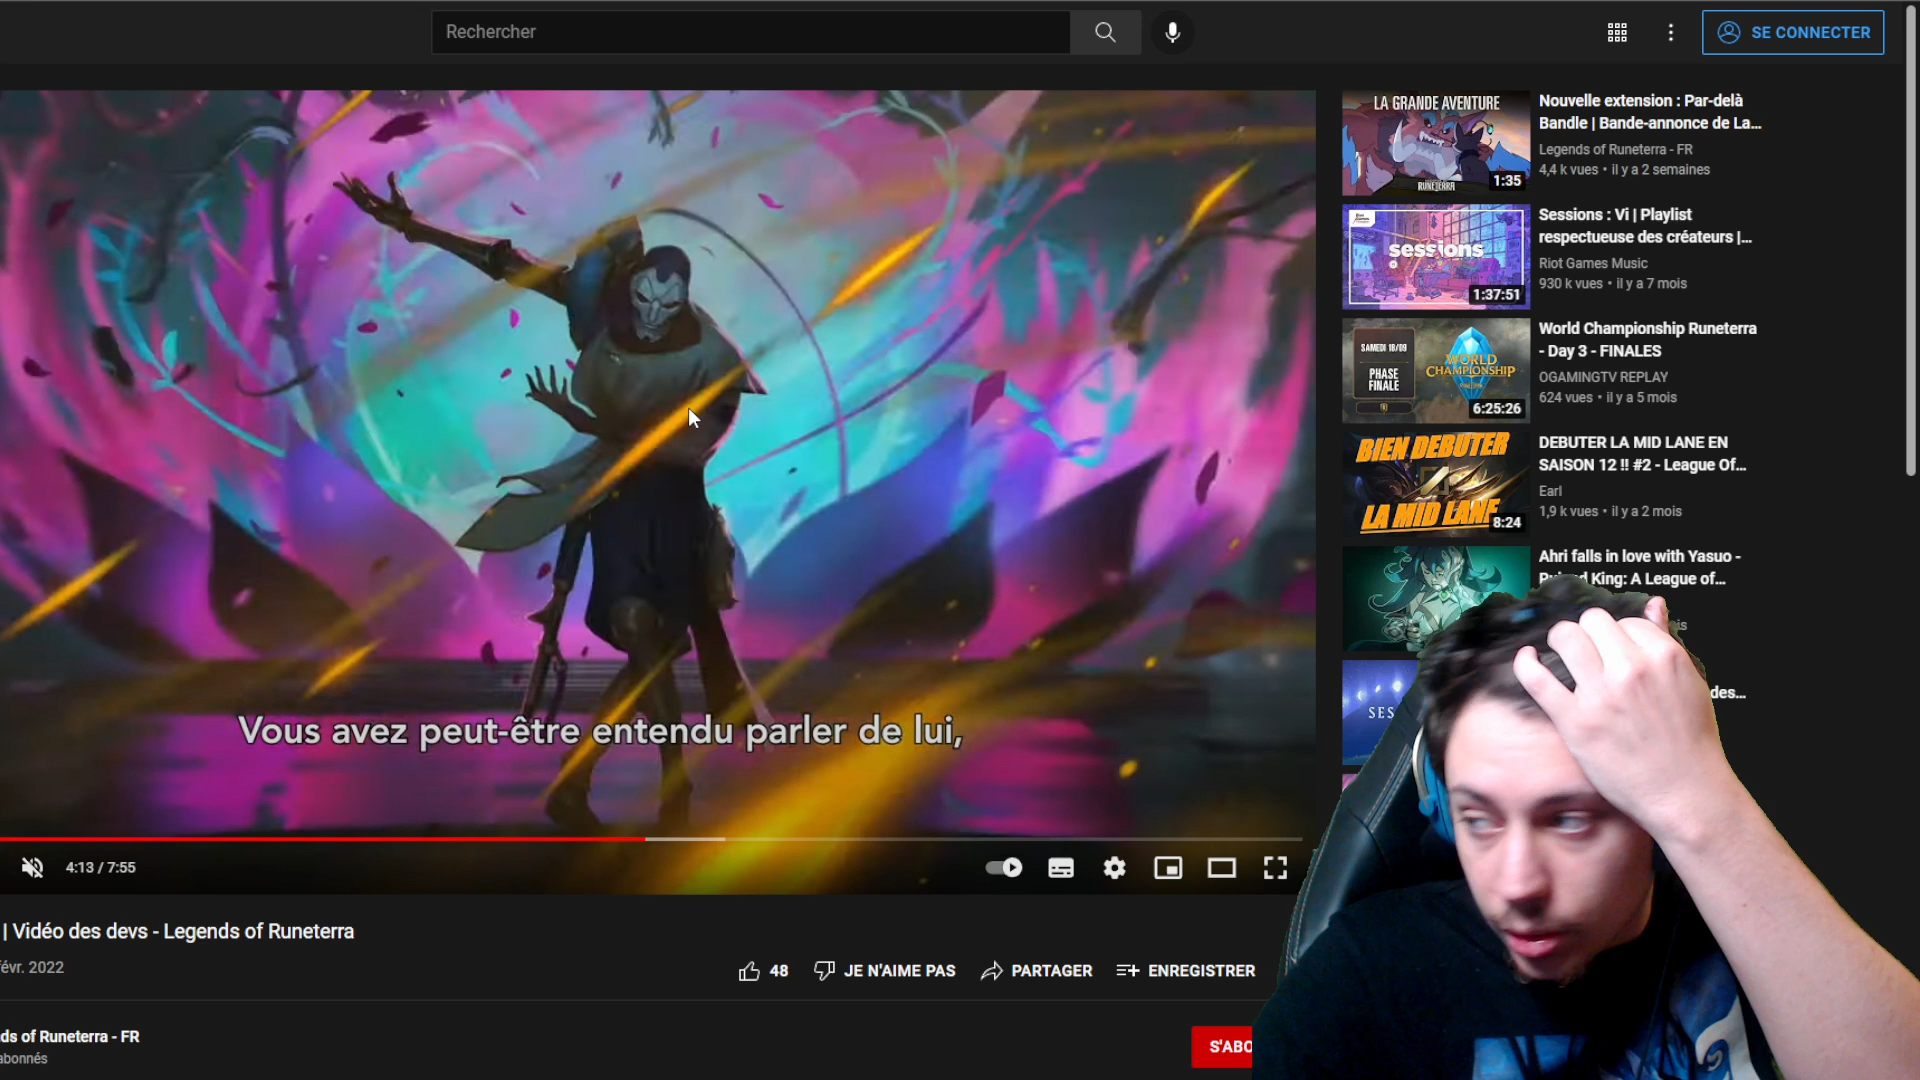 Rechercher
SE CONNECTER
Vous avez peut-être entendu parler de lui,
4:13 / 7:55
| Vidéo des devs - Legends of Runeterra
févr. 2022
48
JE N'AIME PAS
PARTAGER
ENREGISTRER
ds of Runeterra - FR
abonnés
S'ABO
LA GRANDE AVENTURE
RUNETERRA
1:35
Nouvelle extension : Par-delà
Bandle | Bande-annonce de La...
Legends of Runeterra - FR
4,4 k vues • il y a 2 semaines
sessions
1:37:51
Sessions : Vi | Playlist
respectueuse des créateurs |...
Riot Games Music
930 k vues • il y a 7 mois
SAMEDI 18/09
PHASE
FINALE
WORLD
CHAMPIONSHIP
6:25:26
World Championship Runeterra
- Day 3 - FINALES
OGAMINGTV REPLAY
624 vues • il y a 5 mois
BIEN DEBUTER
LA MID LANE
8:24
DEBUTER LA MID LANE EN
SAISON 12 !! #2 - League Of...
Earl
1,9 k vues • il y a 2 mois
Ahri falls in love with Yasuo -
Ruined King: A League of...
is
SES
des...